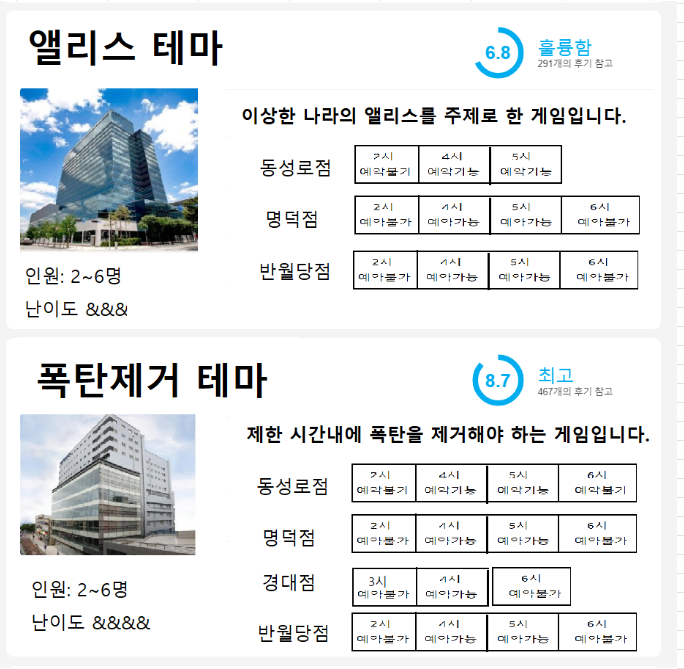 앨리스 테마
6.8 훌륭함
291개의 후기 참고
이상한 나라의 앨리스를 주제로 한 게임입니다.
동성로점 2시 예약불가 4시 예약가능 5시 예약가능
명덕점 2시 예약불가 4시 예약가능 5시 예약가능 6시 예약불가
반월당점 2시 예약불가 4시 예약가능 5시 예약가능 6시 예약불가
인원: 2~6명
난이도 &&&
폭탄제거 테마
8.7 최고
467개의 후기 참고
제한 시간내에 폭탄을 제거해야 하는 게임입니다.
동성로점 2시 예약불가 4시 예약가능 5시 예약가능 6시 예약불가
명덕점 2시 예약불가 4시 예약가능 5시 예약가능 6시 예약불가
경대점 3시 예약불가 4시 예약가능 6시 예약불가
반월당점 2시 예약불가 4시 예약가능 5시 예약가능 6시 예약불가
인원: 2~6명
난이도 &&&&